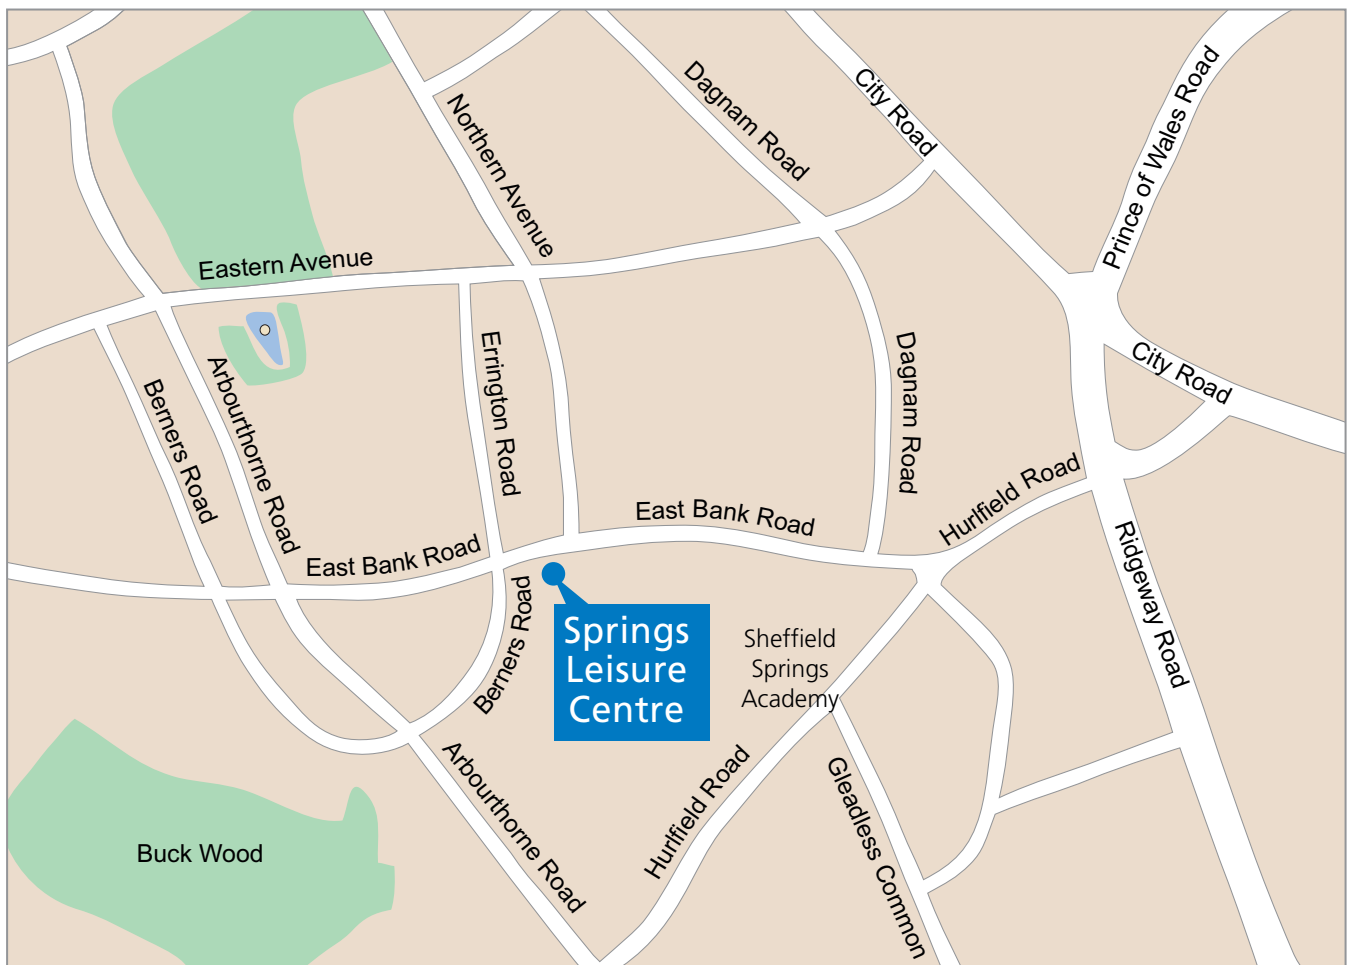 City Road
Prince of Wales Road
Dagnam Road
Northern Avenue
Eastern Avenue
City Road
Errington Road
Dagnam Road
Arbourthorne Road
Berners Road
Hurlfield Road
East Bank Road
East Bank Road
Ridgeway Road
Berners Road
Springs
Leisure
Centre
Sheffield
Springs
Academy
Arbourthorne Road
Hurlfield Road
Gleadless Common
Buck Wood